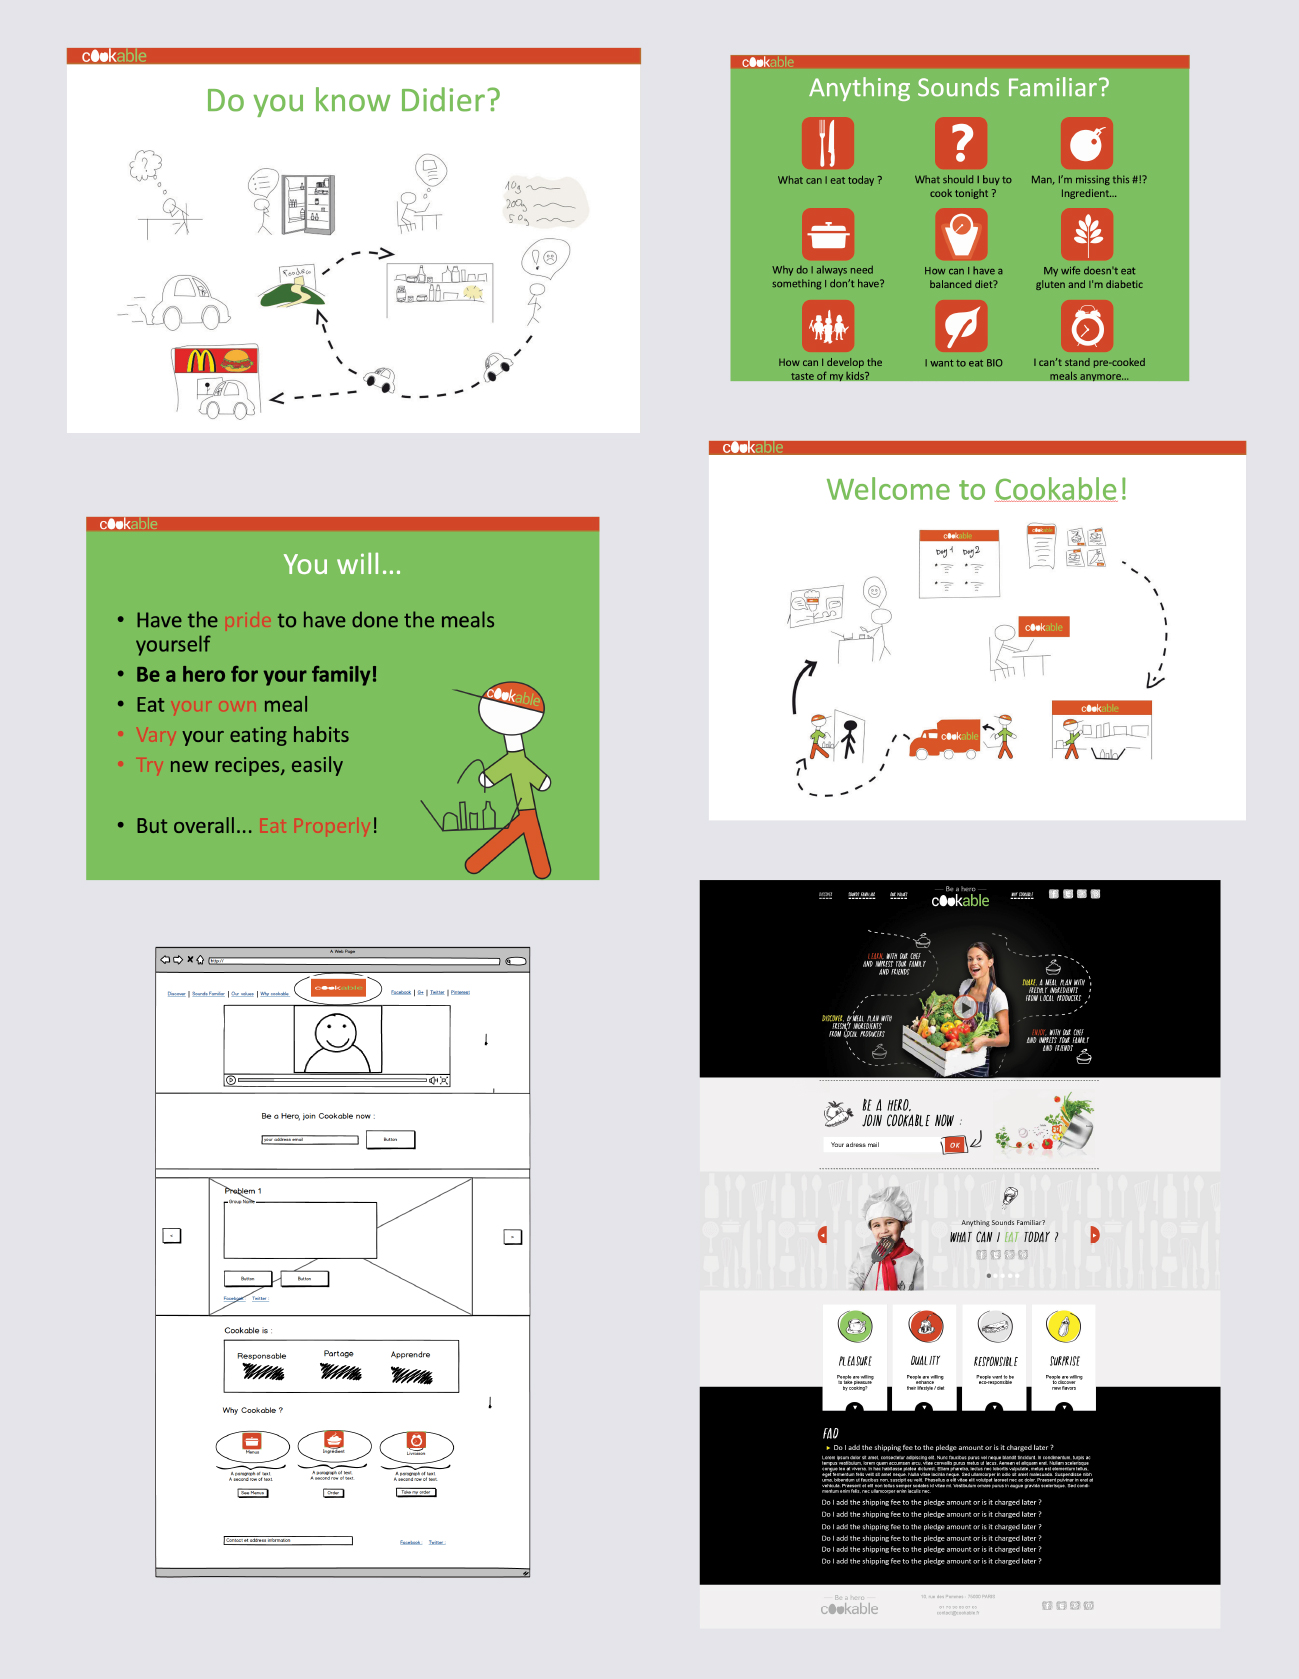 cookable
Do you know Didier?
?
10g
200g
50g
cookable
Anything Sounds Familiar?
What can I eat today ?
What should I buy to
cook tonight ?
Man, I'm missing this #!?
Ingredient...
Why do I always need
something I don't have?
How can I have a
balanced diet?
My wife doesn't eat
gluten and I'm diabetic
How can I develop the
taste of my kids?
I want to eat BIO
I can't stand pre-cooked
meals anymore...
cookable
Welcome to Cookable!
cookable
Day 1 Day 2
cookable
cookable
cookable
cookable
You will...
• Have the pride to have done the meals
yourself
• Be a hero for your family!
• Eat your own meal
• Vary your eating habits
• Try new recipes, easily
• But overall... Eat Properly!
cookable
A Web Page
http://
cookable
Discover | Sounds Familiar | Our values | Why cookable
Facebook | G+ | Twitter | Pinterest
Be a Hero, join Cookable now :
your address email
Button
Problem 1
Group Name
Button
Button
Facebook
Twitter
Cookable is :
Responsable
Partage
Apprendre
Why Cookable ?
Menus
Ingrédient
Livraison
A paragraph of text.
A second row of text.
A paragraph of text.
A second row of text.
A paragraph of text.
A second row of text.
See Menus
Order
Take my order
Contact et address information
Facebook
Twitter
DISCOVER
SOUNDS FAMILIAR
OUR VALUES
Be a hero
cookable
WHY COOKABLE
LEARN, WITH OUR CHEF
AND IMPRESS YOUR FAMILY
AND FRIENDS
SHARE, A MEAL PLAN WITH
FRESHLY INGREDIENTS
FROM LOCAL PRODUCERS
DISCOVER, A MEAL PLAN WITH
FRESHLY INGREDIENTS
FROM LOCAL PRODUCERS
ENJOY, WITH OUR CHEF
AND IMPRESS YOUR FAMILY
AND FRIENDS
BE A HERO,
JOIN COOKABLE NOW :
Your adress mail
OK
Anything Sounds Familiar?
WHAT CAN I EAT TODAY ?
PLEASURE
People are willing
to take pleasure
by cooking?
QUALITY
People are willing
enhance
their lifestyle / diet
RESPONSIBLE
People want to be
eco-responsible
SURPRISE
People are willing
to discover
new flavors
FAQ
Do I add the shipping fee to the pledge amount or is it charged later ?
Do I add the shipping fee to the pledge amount or is it charged later ?
Do I add the shipping fee to the pledge amount or is it charged later ?
Do I add the shipping fee to the pledge amount or is it charged later ?
Do I add the shipping fee to the pledge amount or is it charged later ?
Do I add the shipping fee to the pledge amount or is it charged later ?
Do I add the shipping fee to the pledge amount or is it charged later ?
Be a hero
cookable
contact@cookable.fr